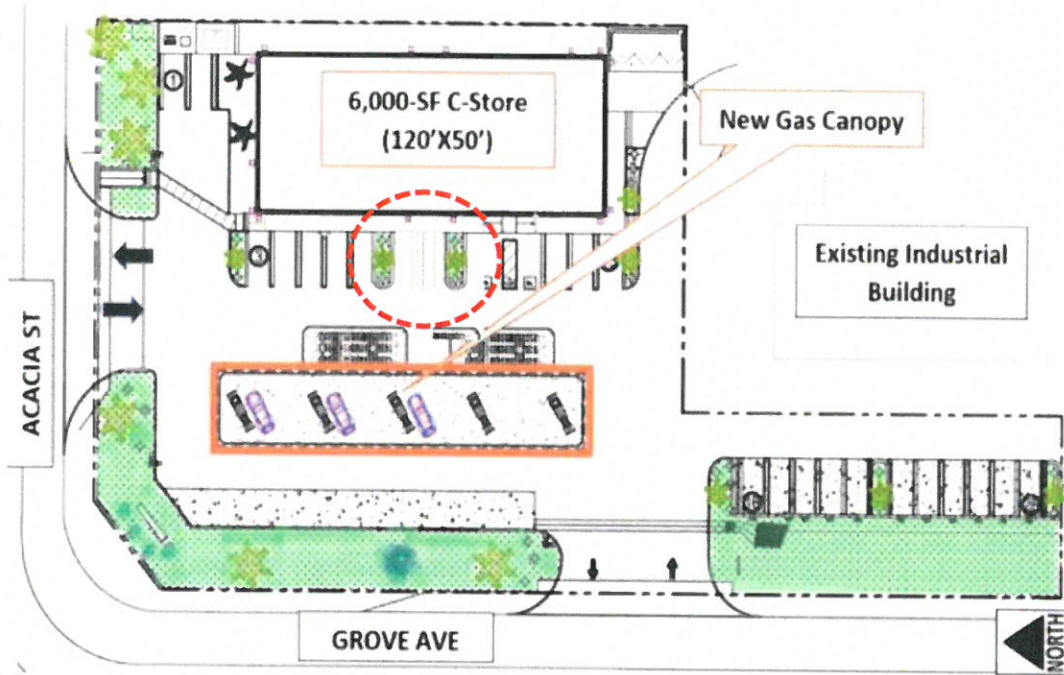 6,000-SF C-Store
(120'X50')
New Gas Canopy
Existing Industrial
Building
ACACIA ST
GROVE AVE
NORTH